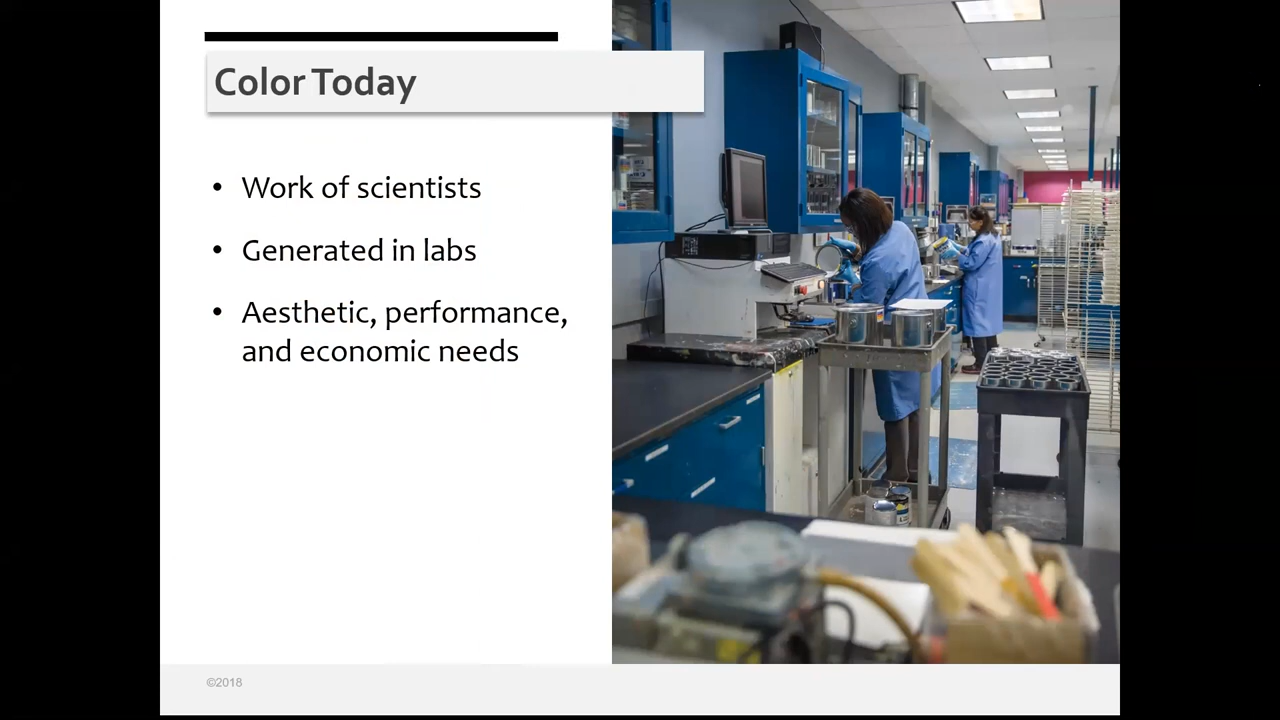 Color Today
• Work of scientists
• Generated in labs
• Aesthetic, performance,
and economic needs
©2018